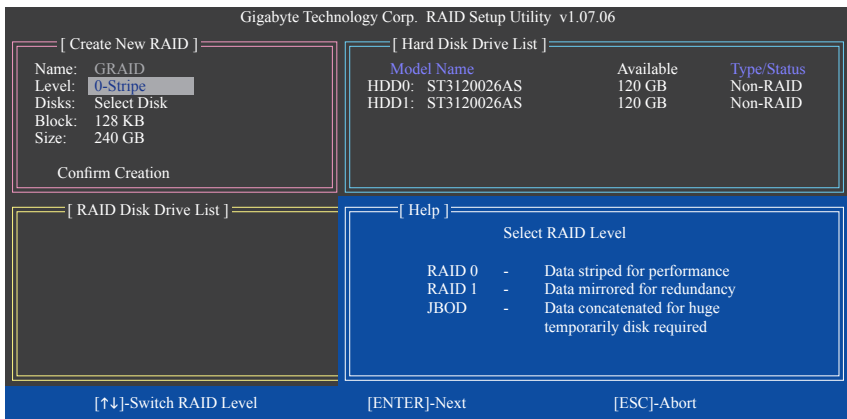 Gigabyte Technology Corp. RAID Setup Utility v1.07.06
[ Create New RAID ]
Name: GRAID
Level: 0-Stripe
Disks: Select Disk
Block: 128 KB
Size: 240 GB
Confirm Creation
[ Hard Disk Drive List ]
Model Name Available Type/Status
HDD0: ST3120026AS 120 GB Non-RAID
HDD1: ST3120026AS 120 GB Non-RAID
[ RAID Disk Drive List ]
[ Help ]
Select RAID Level
RAID 0 - Data striped for performance
RAID 1 - Data mirrored for redundancy
JBOD - Data concatenated for huge
temporarily disk required
[↑↓]-Switch RAID Level [ENTER]-Next [ESC]-Abort